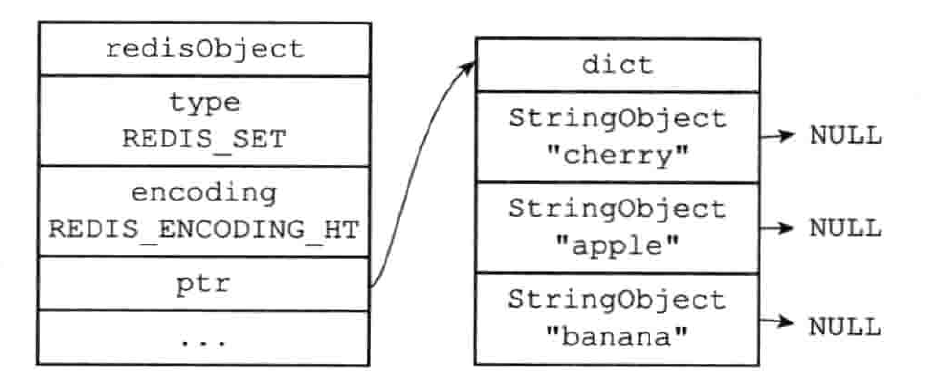 redisObject
type
REDIS_SET
encoding
REDIS_ENCODING_HT
ptr
...
dict
StringObject
"cherry"
NULL
StringObject
"apple"
NULL
StringObject
"banana"
NULL